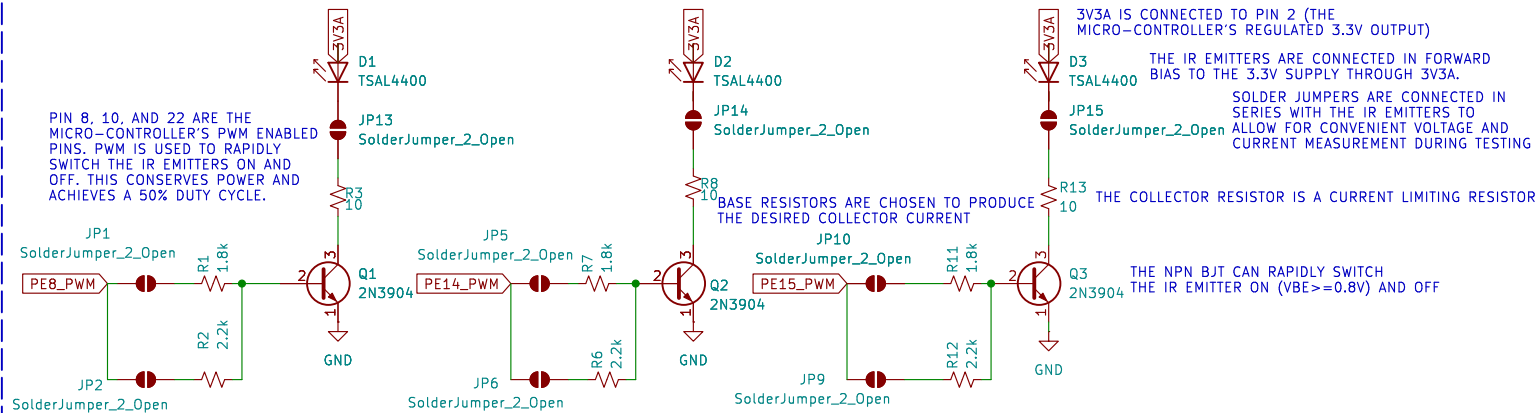 3V3A
D1
TSAL4400
JP13
SolderJumper_2_Open
R3
10
PIN 8, 10, AND 22 ARE THE
MICRO-CONTROLLER'S PWM ENABLED
PINS. PWM IS USED TO RAPIDLY
SWITCH THE IR EMITTERS ON AND
OFF. THIS CONSERVES POWER AND
ACHIEVES A 50% DUTY CYCLE.
JP1
SolderJumper_2_Open
PE8_PWM
R1
1.8k
2
3
1
Q1
2N3904
R2
2.2k
GND
JP2
SolderJumper_2_Open
3V3A
D2
TSAL4400
JP14
SolderJumper_2_Open
R8
10
BASE RESISTORS ARE CHOSEN TO PRODUCE
THE DESIRED COLLECTOR CURRENT
JP5
SolderJumper_2_Open
PE14_PWM
R7
1.8k
2
3
1
Q2
2N3904
R6
2.2k
GND
JP6
SolderJumper_2_Open
3V3A
3V3A IS CONNECTED TO PIN 2 (THE
MICRO-CONTROLLER'S REGULATED 3.3V OUTPUT)
D3
TSAL4400
THE IR EMITTERS ARE CONNECTED IN FORWARD
BIAS TO THE 3.3V SUPPLY THROUGH 3V3A.
JP15
SolderJumper_2_Open
SOLDER JUMPERS ARE CONNECTED IN
SERIES WITH THE IR EMITTERS TO
ALLOW FOR CONVENIENT VOLTAGE AND
CURRENT MEASUREMENT DURING TESTING
R13
10
THE COLLECTOR RESISTOR IS A CURRENT LIMITING RESISTOR
JP10
SolderJumper_2_Open
PE15_PWM
R11
1.8k
2
3
1
Q3
2N3904
THE NPN BJT CAN RAPIDLY SWITCH
THE IR EMITTER ON (VBE>=0.8V) AND OFF
R12
2.2k
GND
JP9
SolderJumper_2_Open